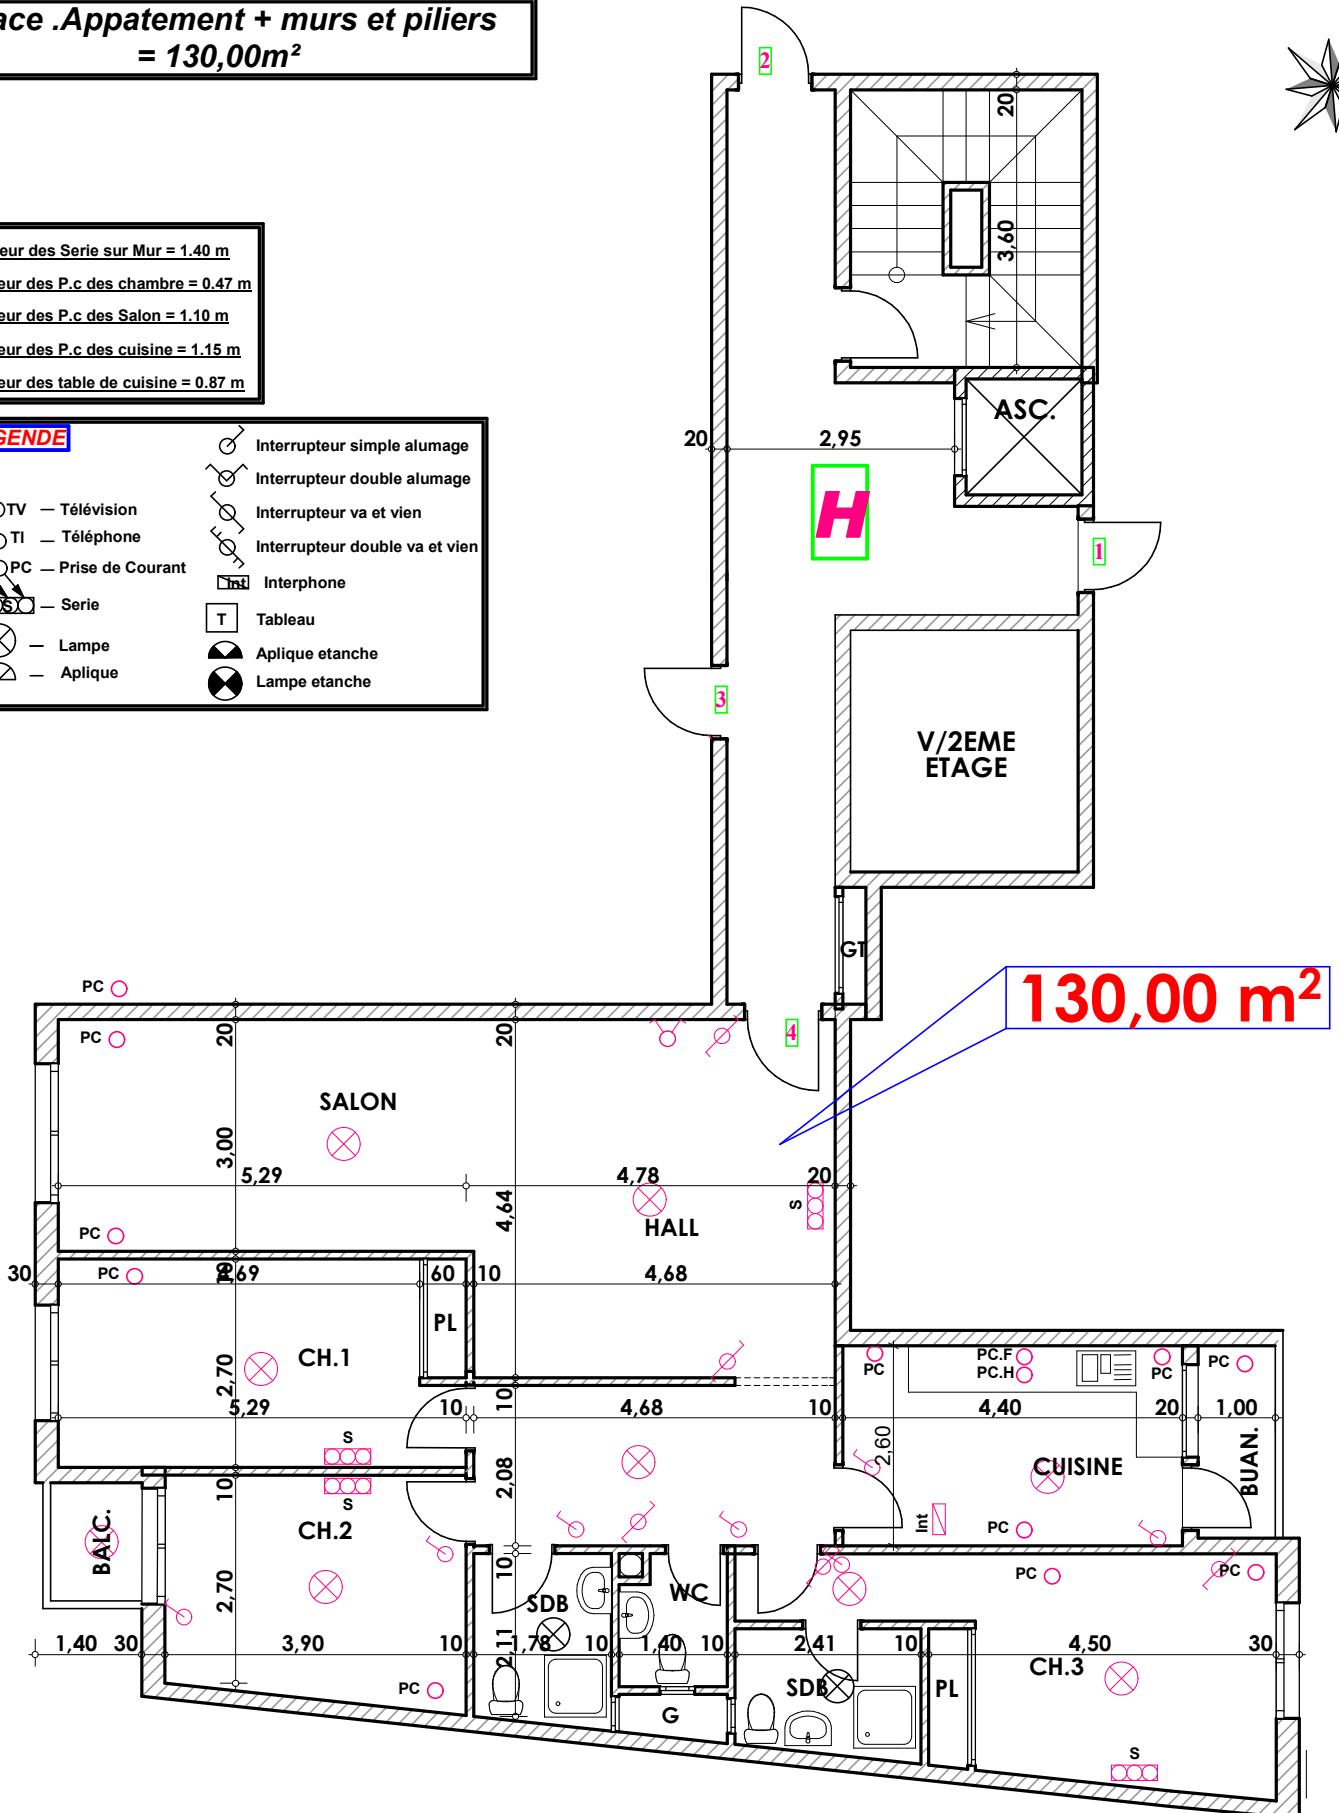 .Appatement + murs et piliers
= 130,00m²
des Serie sur Mur = 1.40 m
des P.c des chambre = 0.47 m
des P.c des Salon = 1.10 m
des P.c des cuisine = 1.15 m
des table de cuisine = 0.87 m
TV — Télévision
TI — Téléphone
PC — Prise de Courant
S — Serie
— Lampe
— Aplique
Interrupteur simple alumage
Interrupteur double alumage
Interrupteur va et vien
Interrupteur double va et vien
Int Interphone
T Tableau
Aplique etanche
Lampe etanche
2
20
3,60
ASC.
20 2,95
H
1
3
V/2EME
ETAGE
GT
130,00 m²
PC
PC
20
20
4
SALON
3,00
5,29
4,78
20
4,64
S
HALL
PC
30
PC
60
10
4,68
PL
CH.1
2,70
5,29
10
10
4,68
10
PC
PC.F
PC.H
PC
PC
4,40
20
1,00
2,60
CUISINE
BUAN.
S
S
10
2,08
CH.2
BALC.
Int
PC
2,70
10
SDB
WC
PC
PC
1,40
30
3,90
10
2,11
1,78
10
1,40
10
2,41
10
4,50
30
CH.3
SDB
PL
PC
G
S